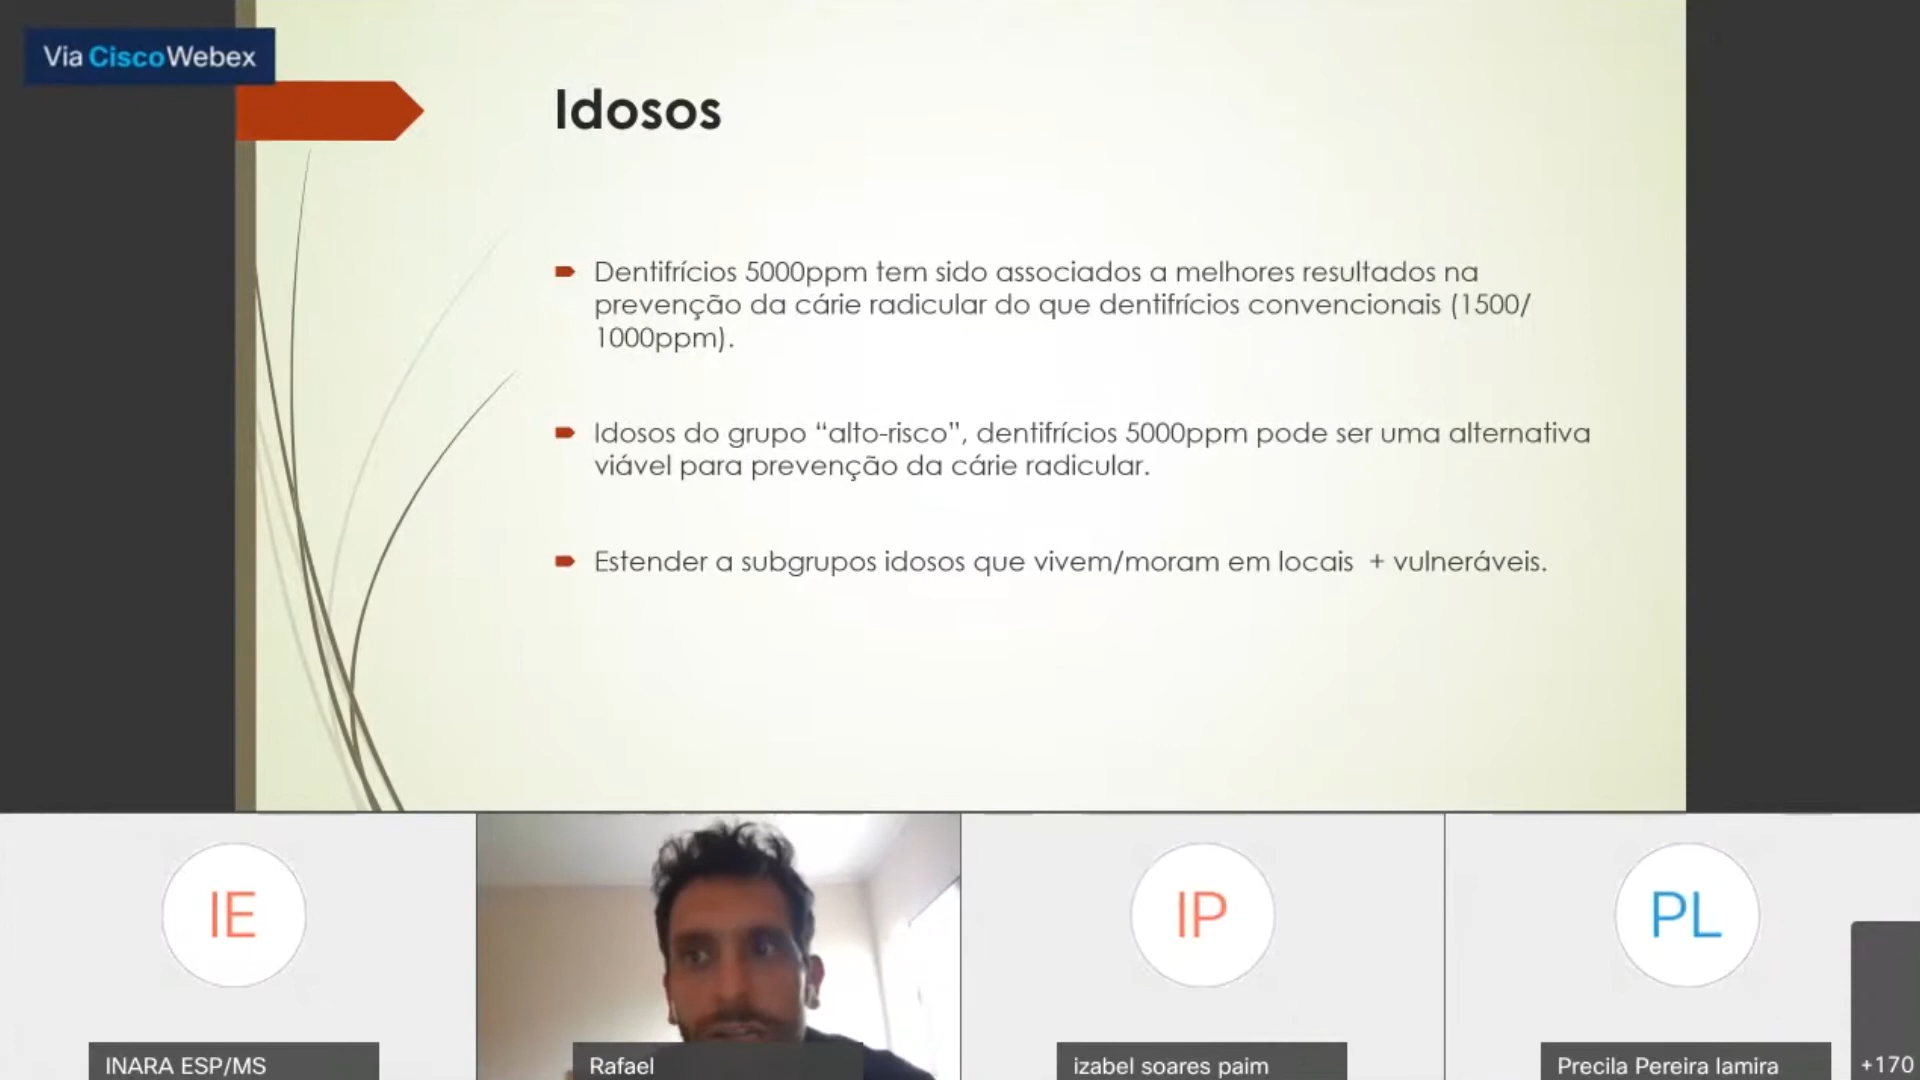 Via CiscoWebex
Idosos
Dentifrícios 5000ppm tem sido associados a melhores resultados na
prevenção da cárie radicular do que dentifrícios convencionais (1500/
1000ppm).
Idosos do grupo “alto-risco”, dentifrícios 5000ppm pode ser uma alternativa
viável para prevenção da cárie radicular.
Estender a subgrupos idosos que vivem/moram em locais + vulneráveis.
IE
IP
PL
INARA ESP/MS
Rafael
izabel soares paim
Precila Pereira lamira
+170